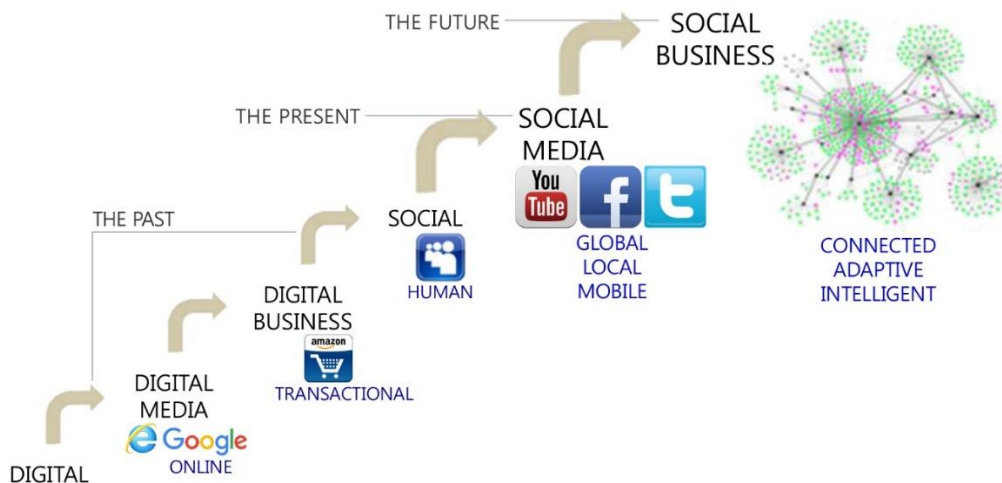 THE FUTURE
SOCIAL
BUSINESS
THE PRESENT
SOCIAL
MEDIA
You
Tube
f
t
GLOBAL
LOCAL
MOBILE
CONNECTED
ADAPTIVE
INTELLIGENT
THE PAST
SOCIAL
HUMAN
DIGITAL
BUSINESS
amazon
TRANSACTIONAL
DIGITAL
MEDIA
e Google
ONLINE
DIGITAL